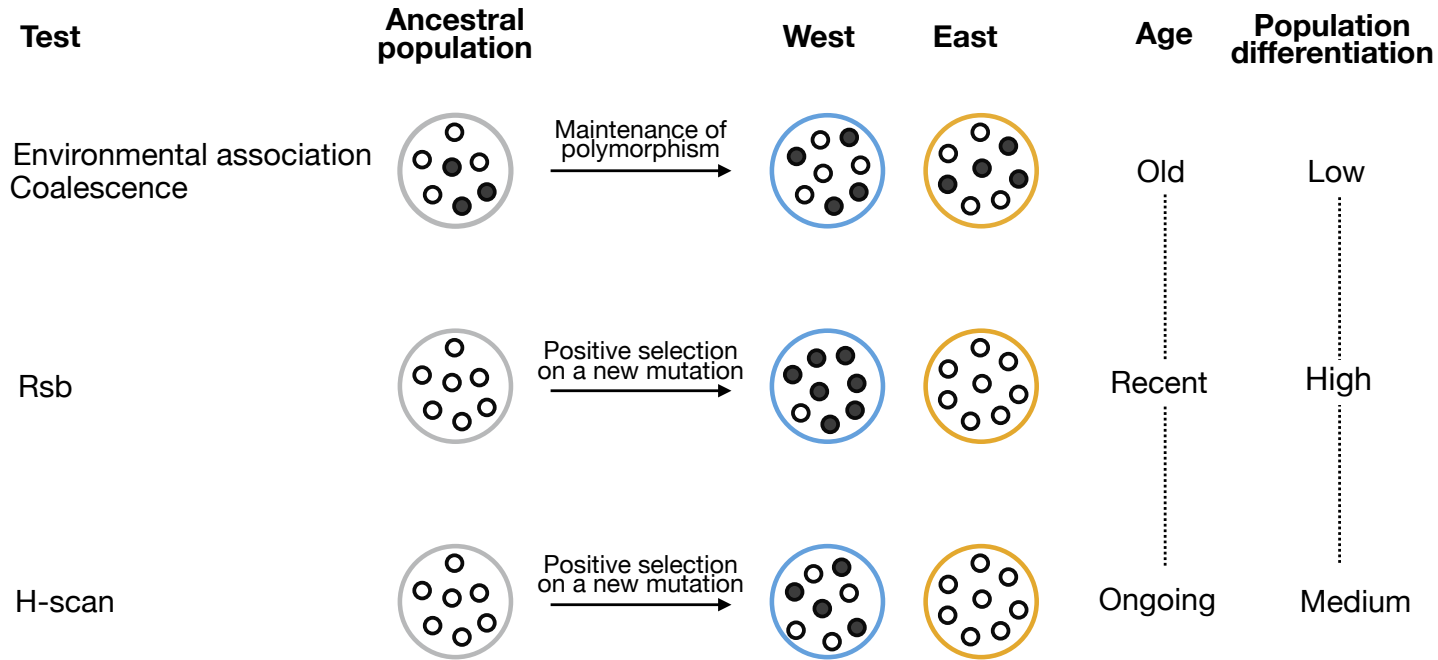 Test
Ancestral
population
West
East
Age
Population
differentiation
Environmental association
Coalescence
Maintenance of
polymorphism
Old
Low
Rsb
Positive selection
on a new mutation
Recent
High
H-scan
Positive selection
on a new mutation
Ongoing
Medium